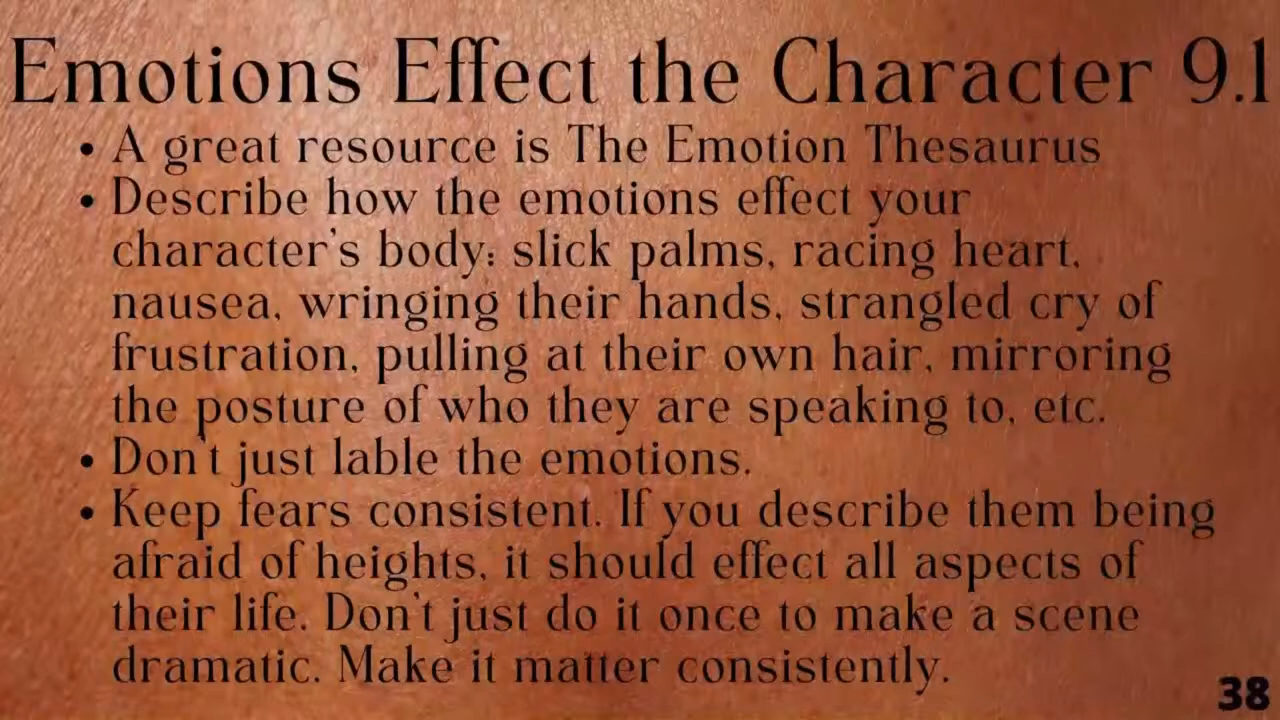 Emotions Effect the Character 9.1
• A great resource is The Emotion Thesaurus
• Describe how the emotions effect your
character's body: slick palms, racing heart,
nausea, wringing their hands, strangled cry of
frustration, pulling at their own hair, mirroring
the posture of who they are speaking to, etc.
• Don't just lable the emotions.
• Keep fears consistent. If you describe them being
afraid of heights, it should effect all aspects of
their life. Don't just do it once to make a scene
dramatic. Make it matter consistently.
38